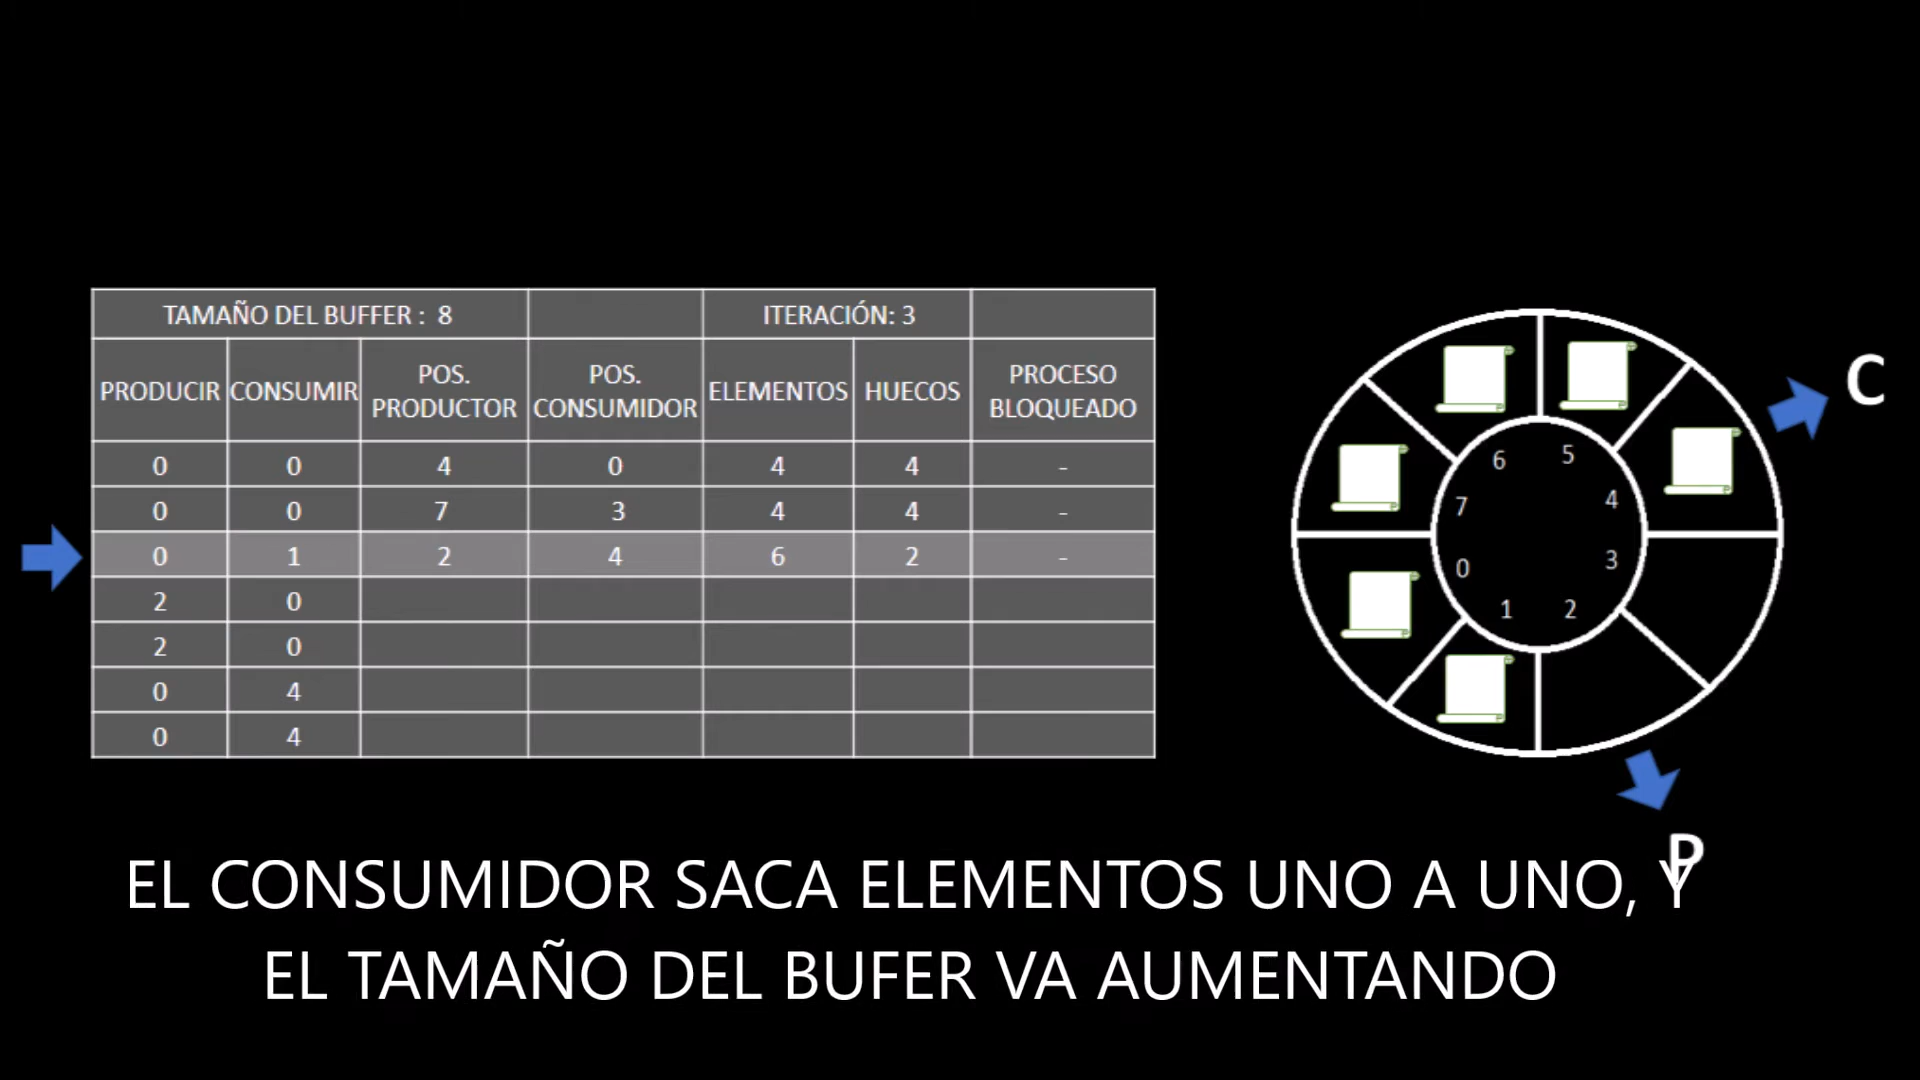 TAMAÑO DEL BUFFER : 8 ITERACIÓN: 3
PRODUCIR CONSUMIR POS. PRODUCTOR POS. CONSUMIDOR ELEMENTOS HUECOS PROCESO BLOQUEADO
0 0 4 0 4 4 -
0 0 7 3 4 4 -
0 1 2 4 6 2 -
2 0
2 0
0 4
0 4
C
6 5
7 4
0 3
1 2
P
EL CONSUMIDOR SACA ELEMENTOS UNO A UNO, Y
EL TAMAÑO DEL BUFER VA AUMENTANDO